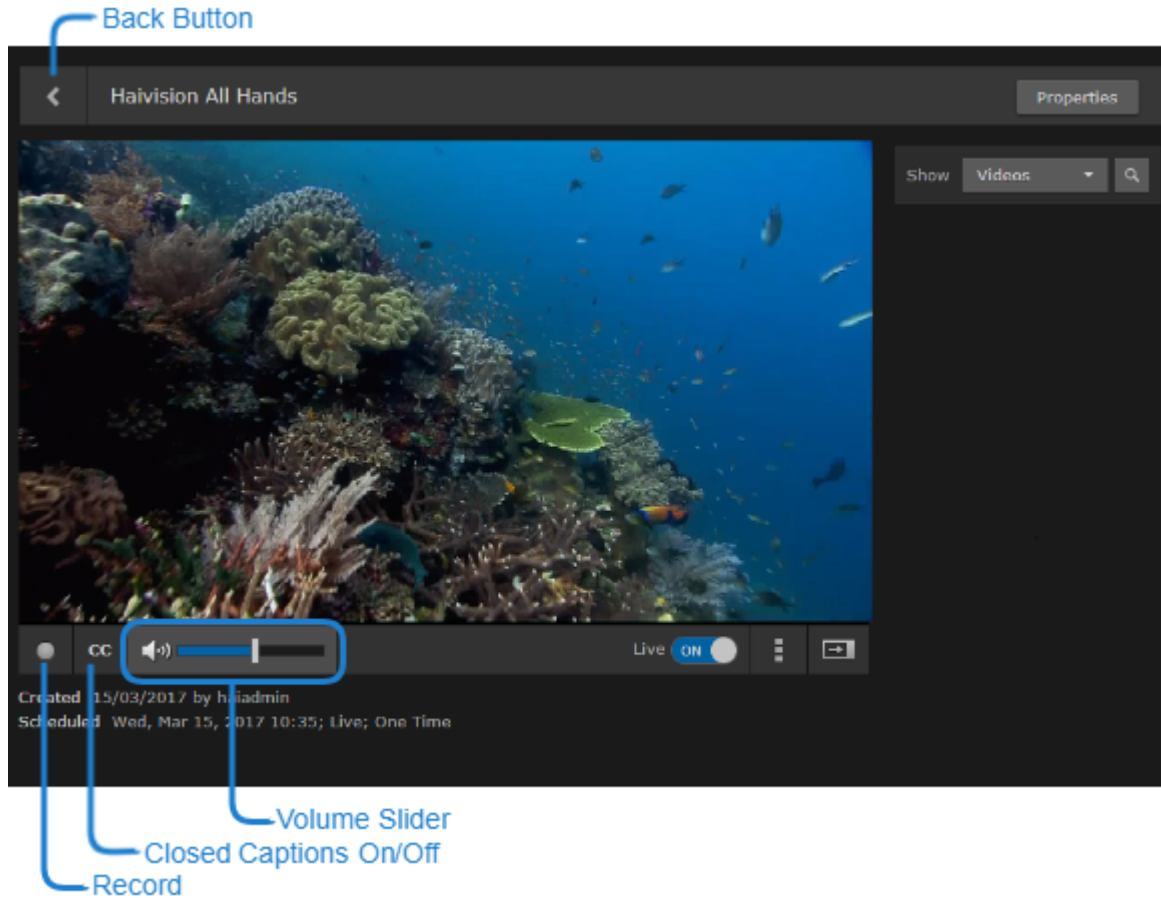 Back Button
Haivision All Hands
Properties
Show Videos
CC
Live ON
Created 15/03/2017 by haiadmin
Scheduled Wed, Mar 15, 2017 10:35; Live; One Time
Volume Slider
Closed Captions On/Off
Record